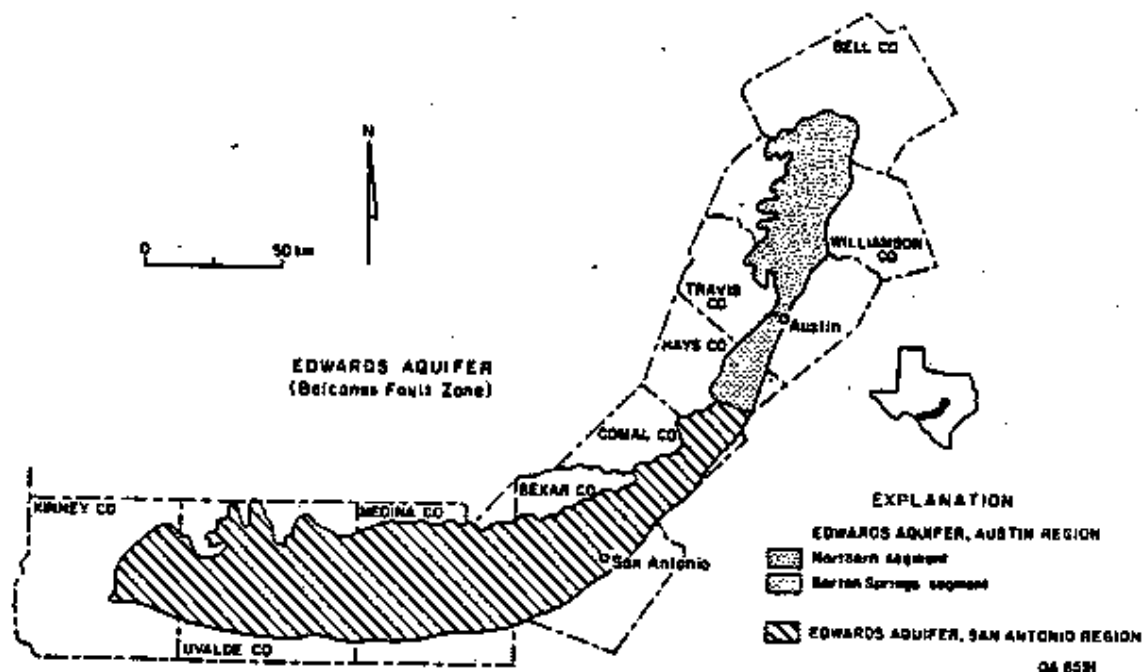 BELL CO
N
0
50 km
WILLIAMSON
CO
TRAVIS
CO
Austin
HAYS CO
EDWARDS AQUIFER
(Balcones Fault Zone)
COMAL CO
BEXAR CO
KINNEY CO
MEDINA CO
San Antonio
UVALDE CO
EXPLANATION
EDWARDS AQUIFER, AUSTIN REGION
Northern segment
Barton Springs segment
EDWARDS AQUIFER, SAN ANTONIO REGION